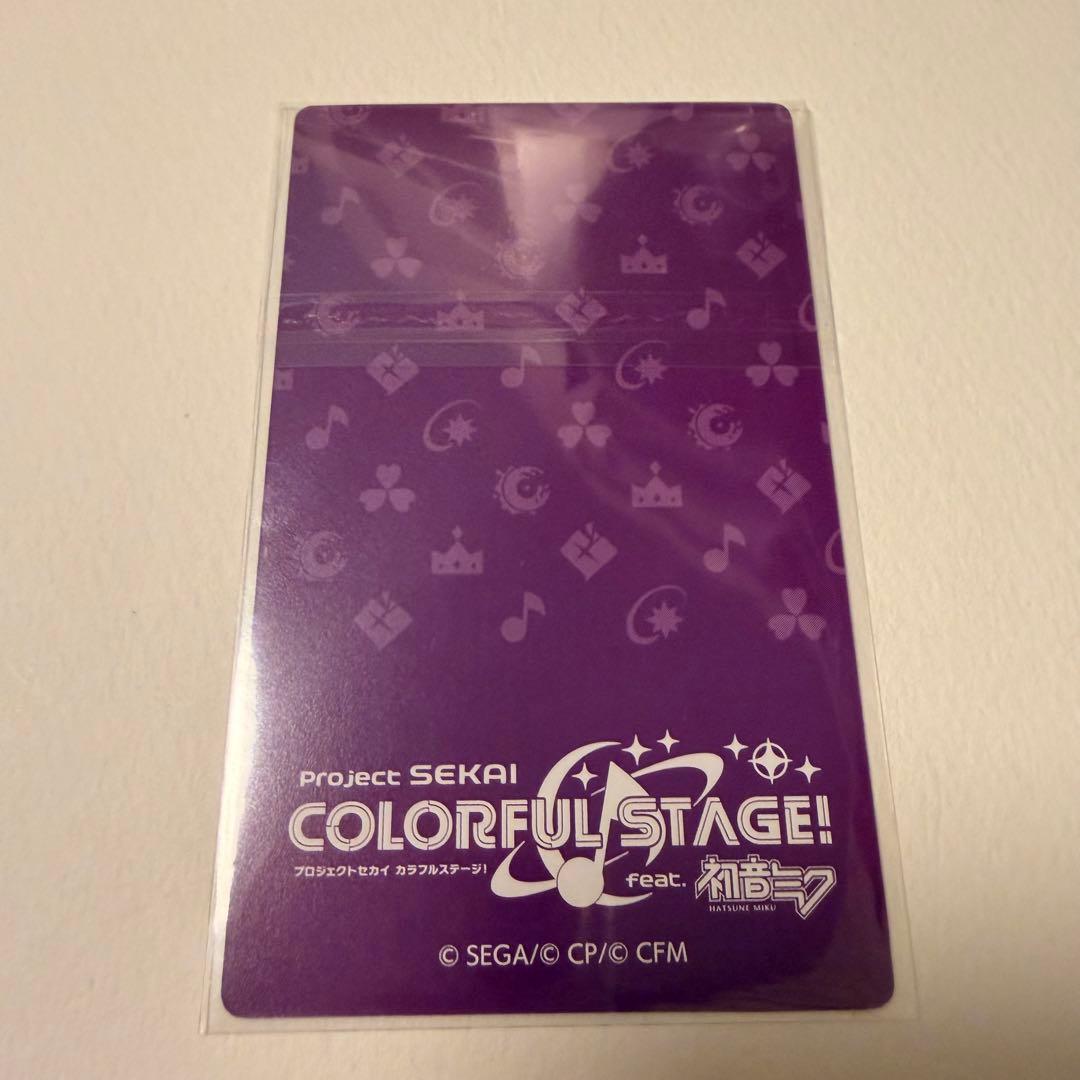 Project SEKAI
COLORFUL STAGE!
プロジェクトセカイ カラフルステージ!
feat. 初音ミク
HATSUNE MIKU
© SEGA/© CP/© CFM